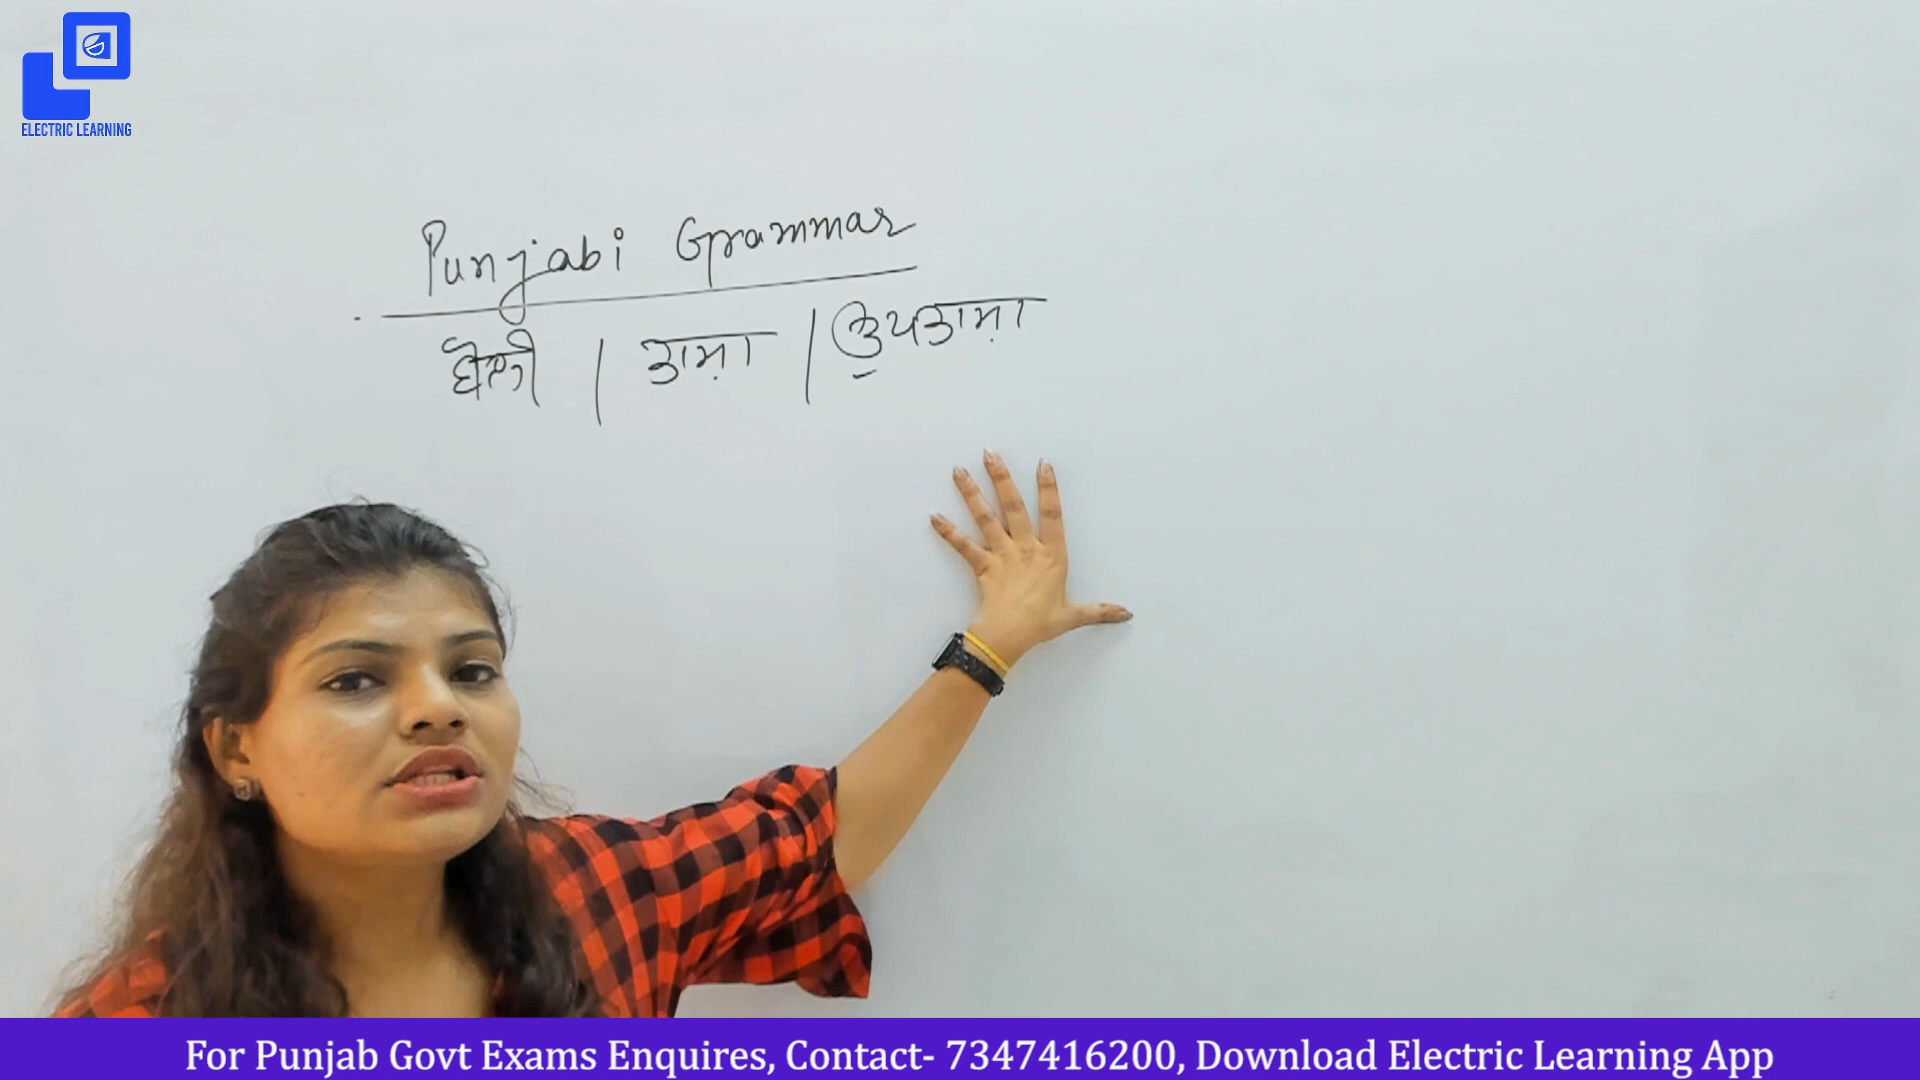 ELECTRIC LEARNING
Punjabi Grammar
ਬੋਲੀ / ਭਾਸ਼ਾ / ਉਪਭਾਸ਼ਾ
For Punjab Govt Exams Enquires, Contact- 7347416200, Download Electric Learning App